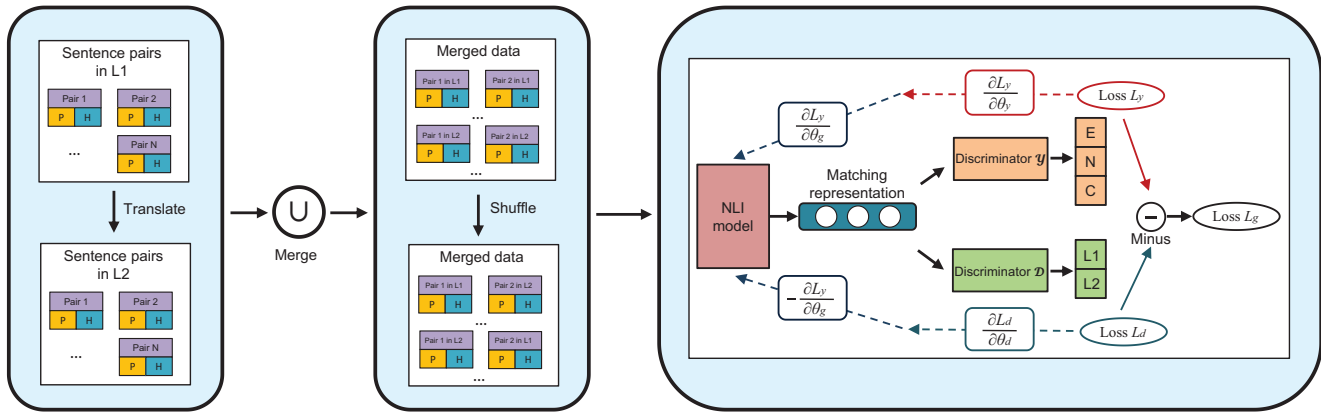 Sentence pairs
in L1
Pair 1
Pair 2
P H
P H
Pair N
...
P H
Translate
Sentence pairs
in L2
Pair 1
Pair 2
P H
P H
Pair N
...
P H
∪
Merge
Merged data
Pair 1 in L1
Pair 2 in L1
P H
P H
...
Pair 1 in L2
Pair 2 in L2
P H
P H
...
Shuffle
Merged data
Pair 1 in L1
Pair 2 in L2
P H
P H
...
Pair 1 in L2
Pair 2 in L1
P H
P H
...
∂Ly/∂θg
∂Ly/∂θy
Loss Ly
NLI
model
Matching
representation
Discriminator 𝒴
E
N
C
−
Minus
Loss Lg
Discriminator 𝒟
L1
L2
−∂Ly/∂θg
∂Ld/∂θd
Loss Ld